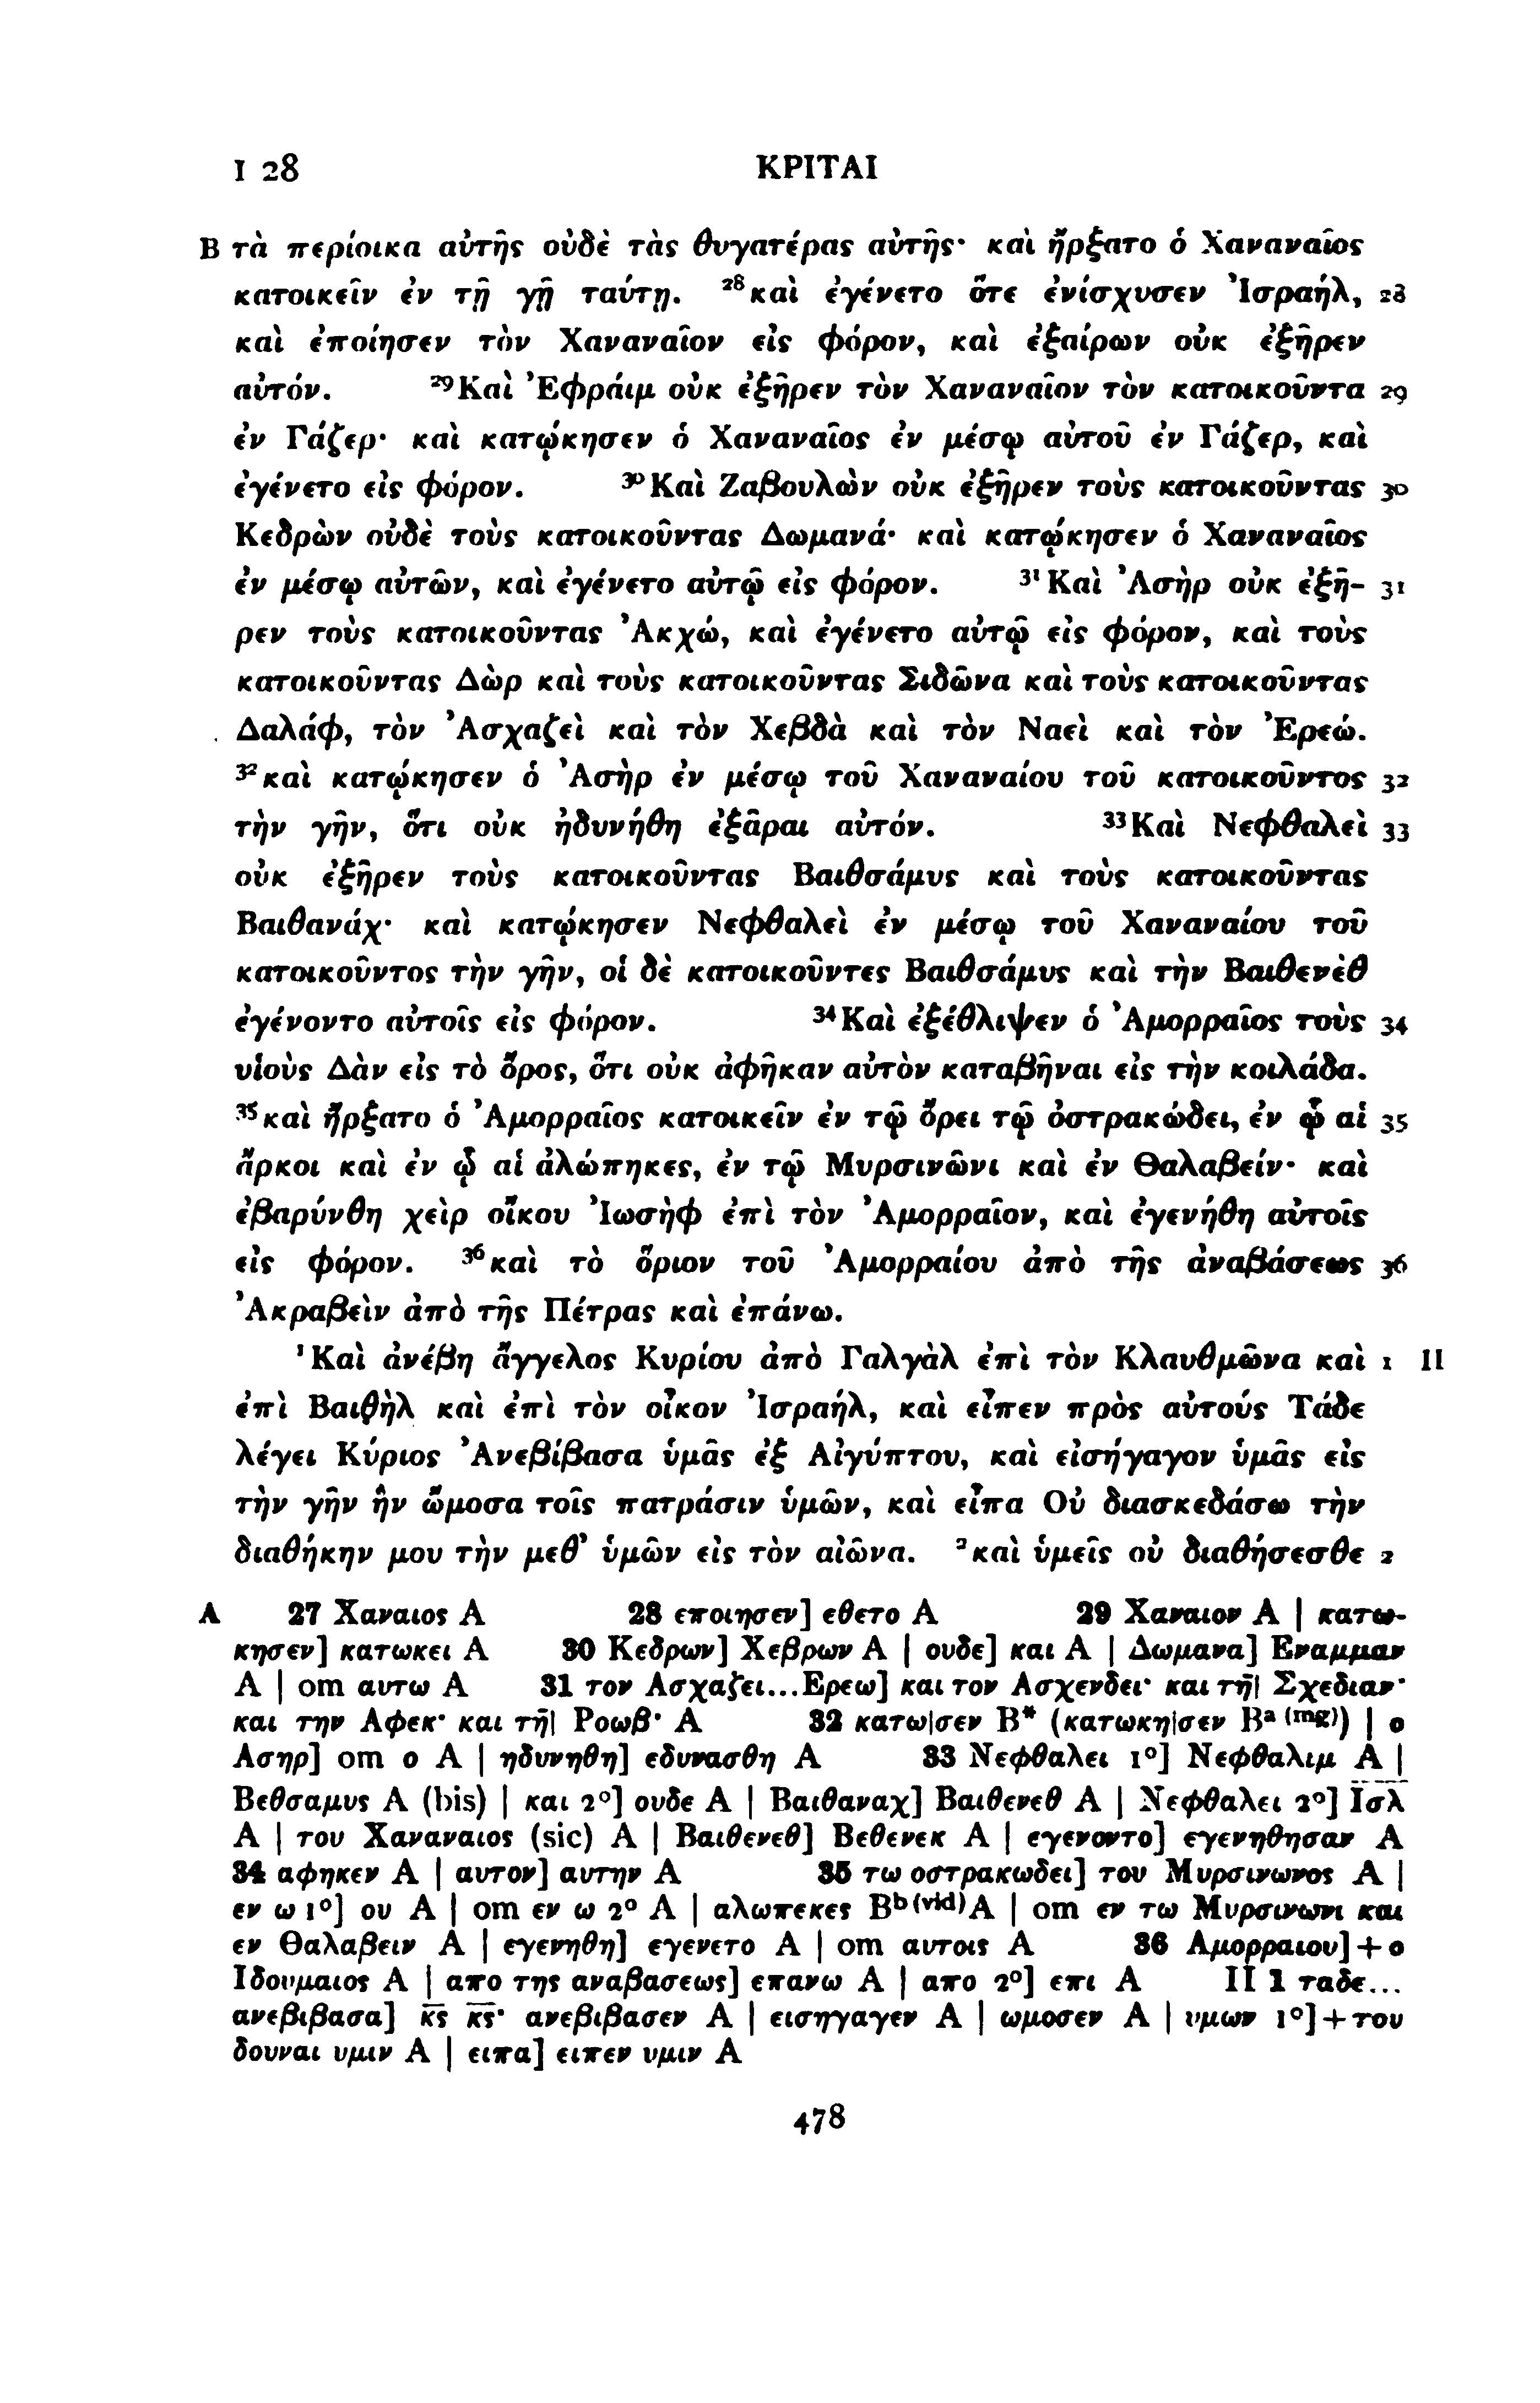 I 28 ΚΡΙΤΑΙ
B τὰ περίοικα αὐτῆς οὐδὲ τὰς θυγατέρας αὐτῆς· καὶ ἤρξατο ὁ Χαναναῖος
κατοικεῖν ἐν τῇ γῇ ταύτῃ. ²⁸καὶ ἐγένετο ὅτε ἐνίσχυσεν Ἰσραήλ, 28
καὶ ἐποίησεν τὸν Χαναναῖον εἰς φόρον, καὶ ἐξαίρων οὐκ ἐξῆρεν
αὐτόν. ²⁹Καὶ Ἐφράιμ οὐκ ἐξῆρεν τὸν Χαναναῖον τὸν κατοικοῦντα 29
ἐν Γάζερ· καὶ κατῴκησεν ὁ Χαναναῖος ἐν μέσῳ αὐτοῦ ἐν Γάζερ, καὶ
ἐγένετο εἰς φόρον. ³⁰Καὶ Ζαβουλὼν οὐκ ἐξῆρεν τοὺς κατοικοῦντας 30
Κεδρὼν οὐδὲ τοὺς κατοικοῦντας Δωμανά· καὶ κατῴκησεν ὁ Χαναναῖος
ἐν μέσῳ αὐτῶν, καὶ ἐγένετο αὐτῷ εἰς φόρον. ³¹Καὶ Ἀσὴρ οὐκ ἐξῆ- 31
ρεν τοὺς κατοικοῦντας Ἀκχώ, καὶ ἐγένετο αὐτῷ εἰς φόρον, καὶ τοὺς
κατοικοῦντας Δὼρ καὶ τοὺς κατοικοῦντας Σιδῶνα καὶ τοὺς κατοικοῦντας
Δαλάφ, τὸν Ἀσχαζεὶ καὶ τὸν Χεβδὰ καὶ τὸν Ναεὶ καὶ τὸν Ἐρεώ.
³²καὶ κατῴκησεν ὁ Ἀσὴρ ἐν μέσῳ τοῦ Χαναναίου τοῦ κατοικοῦντος 32
τὴν γῆν, ὅτι οὐκ ἠδυνήθη ἐξᾶραι αὐτόν. ³³Καὶ Νεφθαλεὶ 33
οὐκ ἐξῆρεν τοὺς κατοικοῦντας Βαιθσάμυς καὶ τοὺς κατοικοῦντας
Βαιθανάχ· καὶ κατῴκησεν Νεφθαλεὶ ἐν μέσῳ τοῦ Χαναναίου τοῦ
κατοικοῦντος τὴν γῆν, οἱ δὲ κατοικοῦντες Βαιθσάμυς καὶ τὴν Βαιθενὲθ
ἐγένοντο αὐτοῖς εἰς φόρον. ³⁴Καὶ ἐξέθλιψεν ὁ Ἀμορραῖος τοὺς 34
υἱοὺς Δὰν εἰς τὸ ὄρος, ὅτι οὐκ ἀφῆκαν αὐτὸν καταβῆναι εἰς τὴν κοιλάδα.
³⁵καὶ ἤρξατο ὁ Ἀμορραῖος κατοικεῖν ἐν τῷ ὄρει τῷ ὀστρακώδει, ἐν ᾧ αἱ 35
ἄρκοι καὶ ἐν ᾧ αἱ ἀλώπηκες, ἐν τῷ Μυρσινῶνι καὶ ἐν Θαλαβείν· καὶ
ἐβαρύνθη χεὶρ οἴκου Ἰωσὴφ ἐπὶ τὸν Ἀμορραῖον, καὶ ἐγενήθη αὐτοῖς
εἰς φόρον. ³⁶καὶ τὸ ὅριον τοῦ Ἀμορραίου ἀπὸ τῆς ἀναβάσεως 36
Ἀκραβεὶν ἀπὸ τῆς Πέτρας καὶ ἐπάνω.
¹Καὶ ἀνέβη ἄγγελος Κυρίου ἀπὸ Γαλγὰλ ἐπὶ τὸν Κλαυθμῶνα καὶ 1 II
ἐπὶ Βαιθὴλ καὶ ἐπὶ τὸν οἶκον Ἰσραήλ, καὶ εἶπεν πρὸς αὐτούς Τάδε
λέγει Κύριος Ἀνεβίβασα ὑμᾶς ἐξ Αἰγύπτου, καὶ εἰσήγαγον ὑμᾶς εἰς
τὴν γῆν ἣν ὤμοσα τοῖς πατράσιν ὑμῶν, καὶ εἶπα Οὐ διασκεδάσω τὴν
διαθήκην μου τὴν μεθ᾽ ὑμῶν εἰς τὸν αἰῶνα. ²καὶ ὑμεῖς οὐ διαθήσεσθε 2
A 27 Χαναιος A 28 εποιησεν] εθετο A 29 Χαναιον A | κατω-
κησεν] κατωκει A 30 Κεδρων] Χεβρων A | ουδε] και A | Δωμανα] Εναμμαν
A | om αυτω A 31 τον Ασχαζει...Ερεω] και τον Ασχενδει· και τη̄| Σχεδιαν·
και την Αφεκ· και τη̄| Ροωβ· A 32 κατω|σεν B* (κατωκη|σεν Bᵃ⁽ᵐᵍ⁾) | ο
Ασηρ] om ο A | ηδυνηθη] εδυνασθη A 33 Νεφθαλει 1°] Νεφθαλιμ A |
Βεθσαμυς A (bis) | και 2°] ουδε A | Βαιθαναχ] Βαιθενεθ A | Νεφθαλει 2°] Ι̅σ̅λ̅
A | του Χαναναιος (sic) A | Βαιθενεθ] Βεθενεκ A | εγενοντο] εγενηθησαν A
34 αφηκεν A | αυτον] αυτην A 35 τω οστρακωδει] του Μυρσινωνος A |
εν ω 1°] ου A | om εν ω 2° A | αλωπεκες Bᵇ⁽ᵛⁱᵈ⁾A | om εν τω Μυρσινωνι και
εν Θαλαβειν A | εγενηθη] εγενετο A | om αυτοις A 36 Αμορραιου]+ο
Ιδουμαιος A | απο της αναβασεως] επανω A | απο 2°] επι A II 1 ταδε...
ανεβιβασα] κ̅ς̅ κ̅ς̅· ανεβιβασεν A | εισηγαγεν A | ωμοσεν A | υμων 1°]+του
δουναι υμιν A | ειπα] ειπεν υμιν A
478